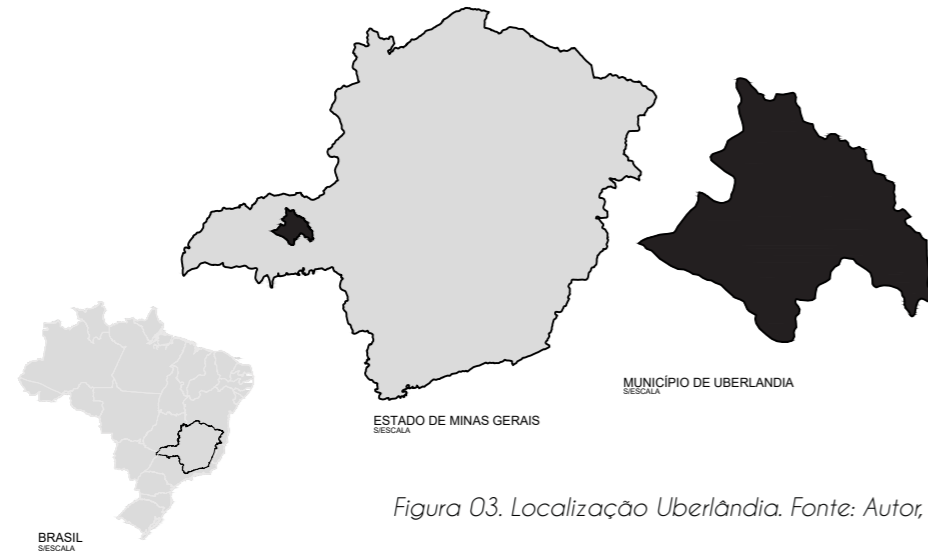 ESTADO DE MINAS GERAIS
S/ESCALA
MUNICÍPIO DE UBERLANDIA
S/ESCALA
BRASIL
S/ESCALA
Figura 03. Localização Uberlândia. Fonte: Autor,